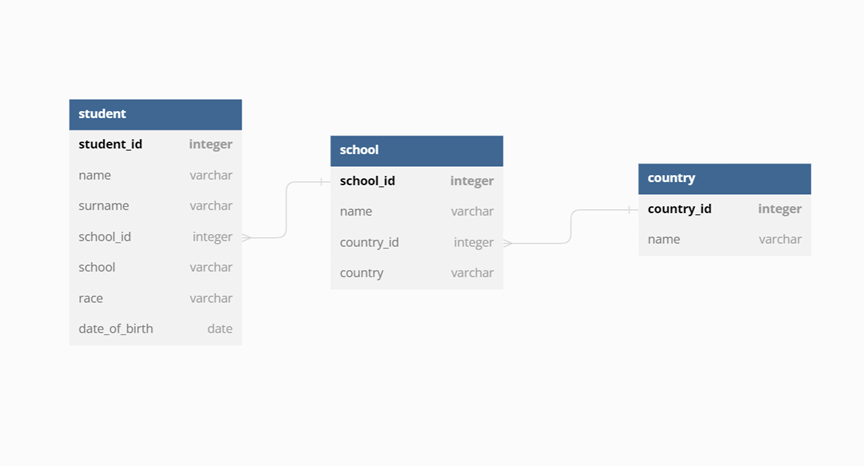 student
student_id integer
name varchar
surname varchar
school_id integer
school varchar
race varchar
date_of_birth date
school
school_id integer
name varchar
country_id integer
country varchar
country
country_id integer
name varchar